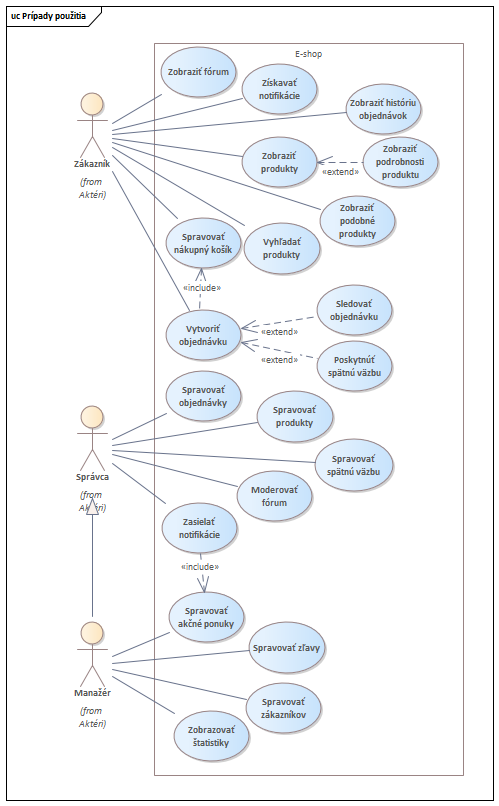 uc Prípady použitia
E-shop
Zobraziť fórum
Získavať
notifikácie
Zobraziť históriu
objednávok
Zákazník
(from
Aktéri)
Zobraziť
produkty
«extend»
Zobraziť
podrobnosti
produktu
Zobraziť
podobné
produkty
Spravovať
nákupný košík
Vyhľadať
produkty
«include»
Vytvoriť
objednávku
«extend»
Sledovať
objednávku
«extend»
Poskytnúť
spätnú väzbu
Spravovať
objednávky
Spravovať
produkty
Správca
(from
Aktéri)
Spravovať
spätnú väzbu
Moderovať
fórum
Zasielať
notifikácie
«include»
Spravovať
akčné ponuky
Spravovať zľavy
Manažér
(from
Aktéri)
Spravovať
zákazníkov
Zobrazovať
štatistiky